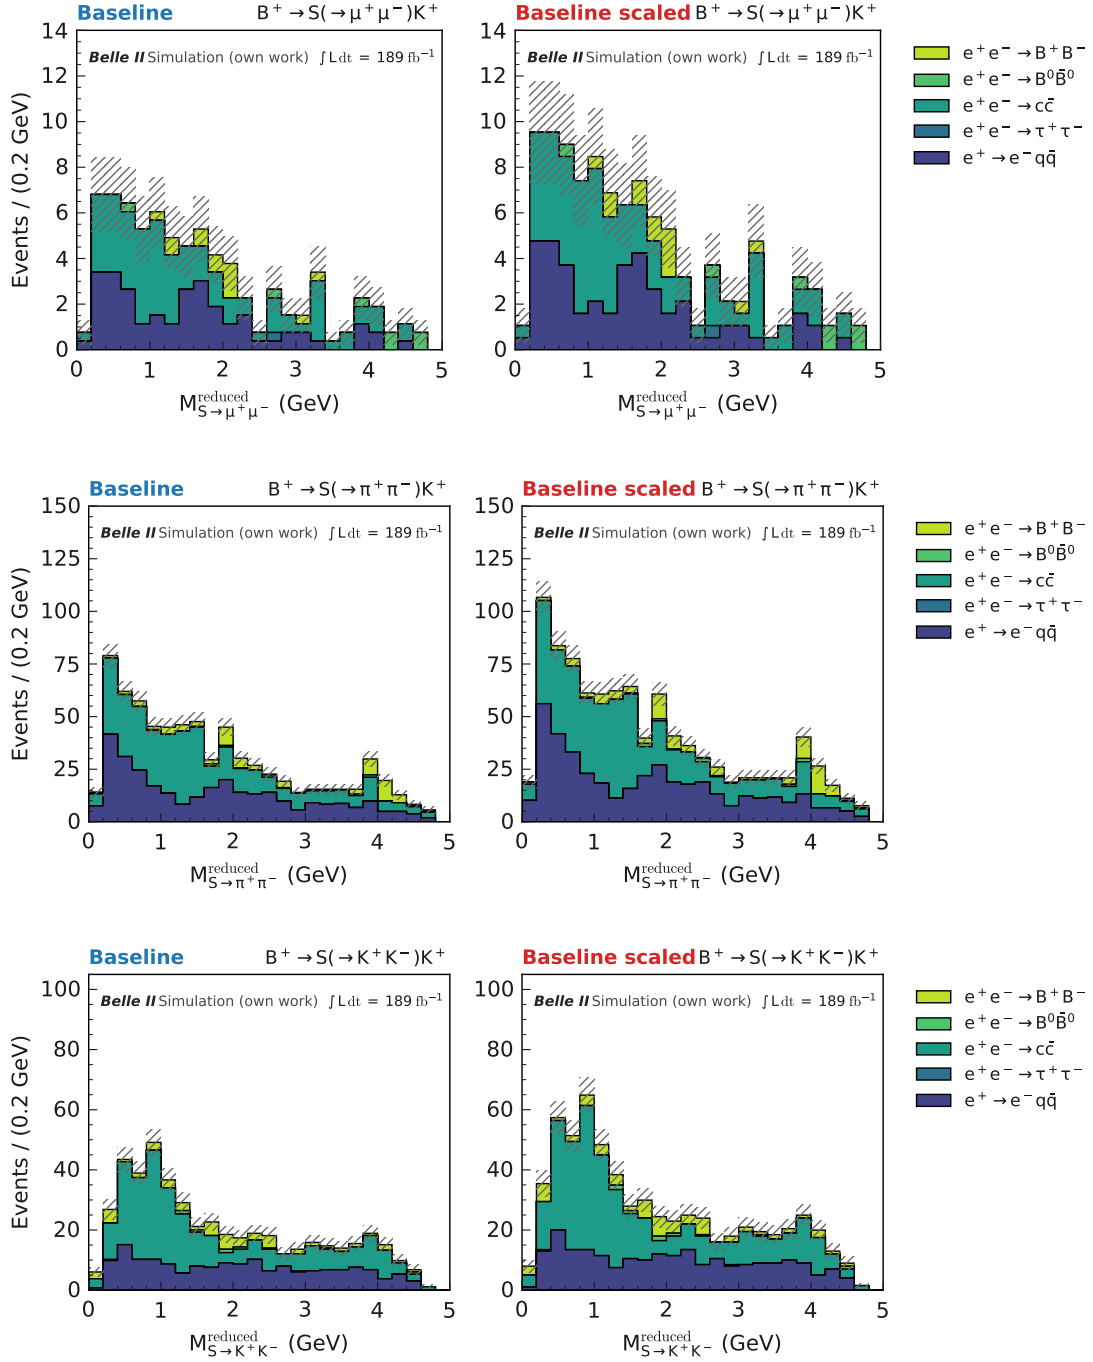 Baseline B⁺→S(→μ⁺μ⁻)K⁺
Baseline scaled B⁺→S(→μ⁺μ⁻)K⁺
Belle II Simulation (own work) ∫Ldt = 189 fb⁻¹
Belle II Simulation (own work) ∫Ldt = 189 fb⁻¹
e⁺e⁻→B⁺B⁻
e⁺e⁻→B⁰B̄⁰
e⁺e⁻→cc̄
e⁺e⁻→τ⁺τ⁻
e⁺→e⁻qq̄
Events / (0.2 GeV)
14
12
10
8
6
4
2
0
14
12
10
8
6
4
2
0
0 1 2 3 4 5
0 1 2 3 4 5
M^reduced_S→μ⁺μ⁻ (GeV)
M^reduced_S→μ⁺μ⁻ (GeV)
Baseline B⁺→S(→π⁺π⁻)K⁺
Baseline scaled B⁺→S(→π⁺π⁻)K⁺
Belle II Simulation (own work) ∫Ldt = 189 fb⁻¹
Belle II Simulation (own work) ∫Ldt = 189 fb⁻¹
e⁺e⁻→B⁺B⁻
e⁺e⁻→B⁰B̄⁰
e⁺e⁻→cc̄
e⁺e⁻→τ⁺τ⁻
e⁺→e⁻qq̄
Events / (0.2 GeV)
150
125
100
75
50
25
0
150
125
100
75
50
25
0
0 1 2 3 4 5
0 1 2 3 4 5
M^reduced_S→π⁺π⁻ (GeV)
M^reduced_S→π⁺π⁻ (GeV)
Baseline B⁺→S(→K⁺K⁻)K⁺
Baseline scaled B⁺→S(→K⁺K⁻)K⁺
Belle II Simulation (own work) ∫Ldt = 189 fb⁻¹
Belle II Simulation (own work) ∫Ldt = 189 fb⁻¹
e⁺e⁻→B⁺B⁻
e⁺e⁻→B⁰B̄⁰
e⁺e⁻→cc̄
e⁺e⁻→τ⁺τ⁻
e⁺→e⁻qq̄
Events / (0.2 GeV)
100
80
60
40
20
0
100
80
60
40
20
0
0 1 2 3 4 5
0 1 2 3 4 5
M^reduced_S→K⁺K⁻ (GeV)
M^reduced_S→K⁺K⁻ (GeV)